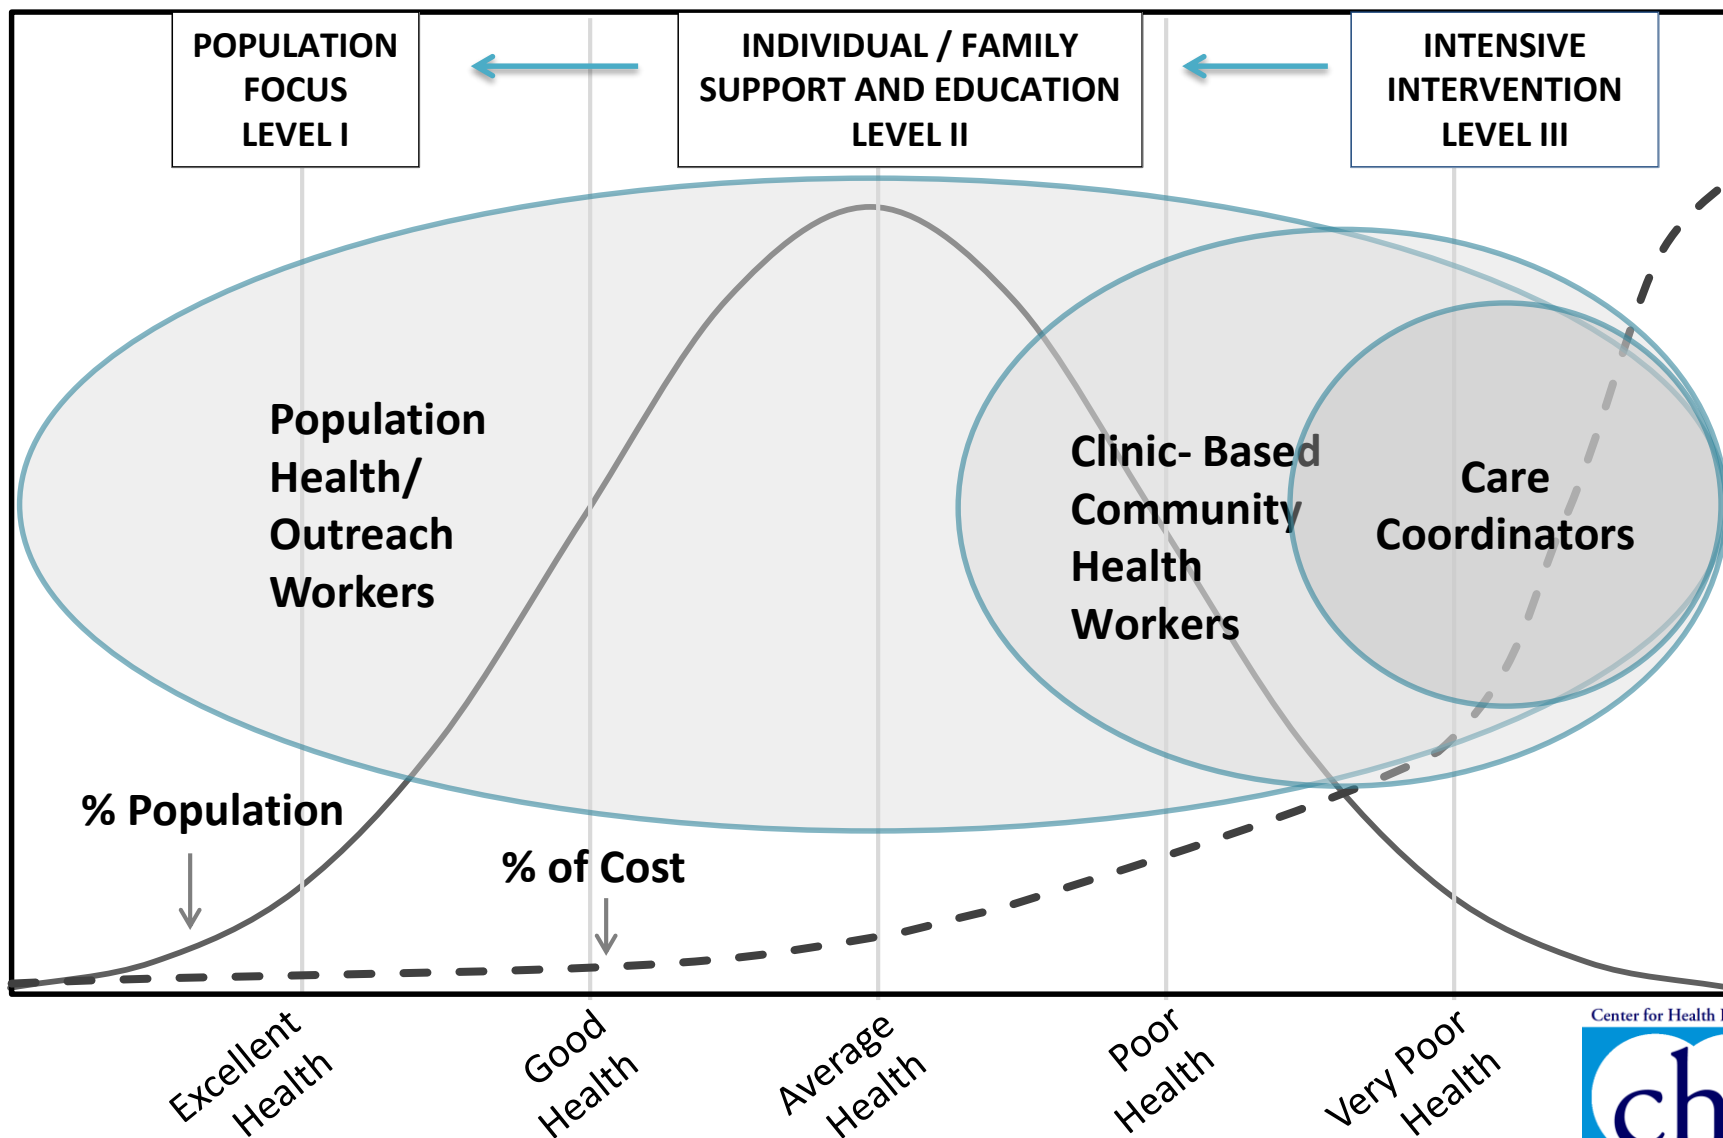 POPULATION
FOCUS
LEVEL I
INDIVIDUAL / FAMILY
SUPPORT AND EDUCATION
LEVEL II
INTENSIVE
INTERVENTION
LEVEL III
Population
Health/
Outreach
Workers
Clinic- Based
Community
Health
Workers
Care
Coordinators
% Population
% of Cost
Excellent
Health
Good
Health
Average
Health
Poor
Health
Very Poor
Health
Center for Health
ch